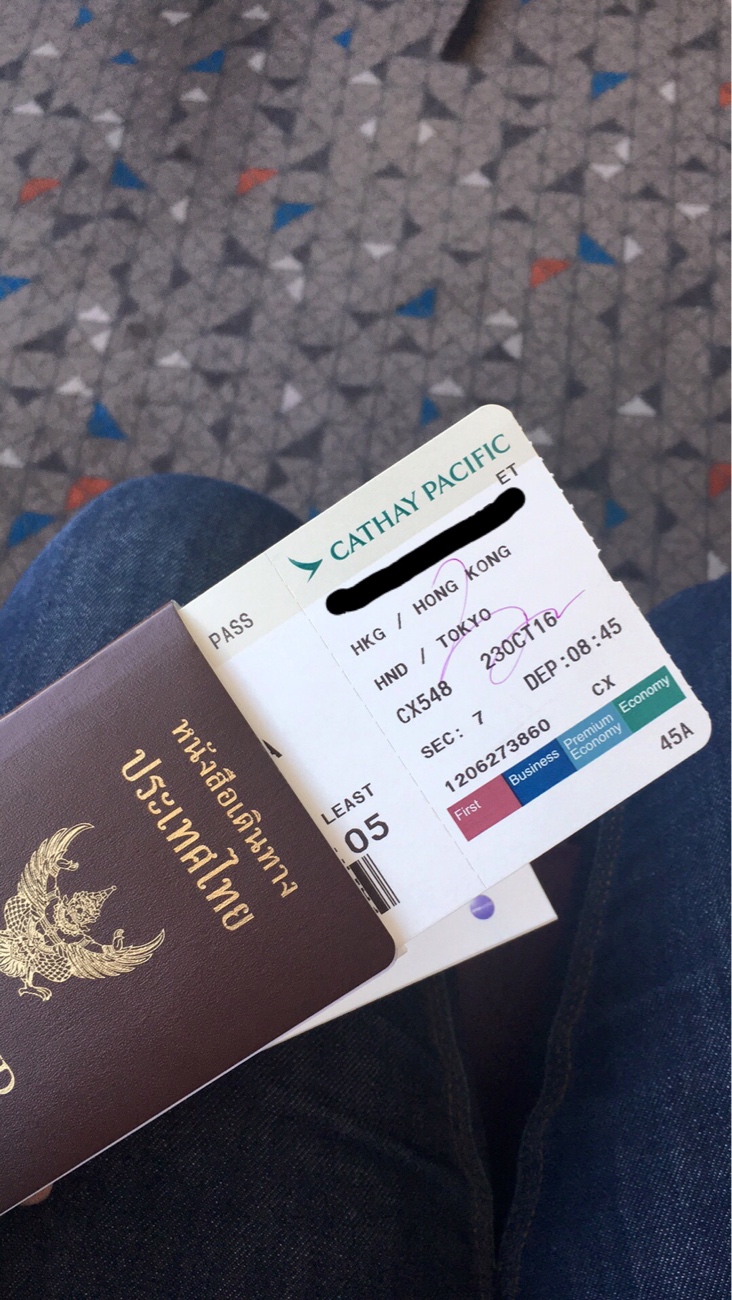 CATHAY PACIFIC
ET
HKG / HONG KONG
HND / TOKYO
CX548 23OCT16
SEC: 7 DEP:08:45
1206273860 CX
First Business Premium Economy Economy
45A
PASS
LEAST
05
หนังสือเดินทาง
ประเทศไทย